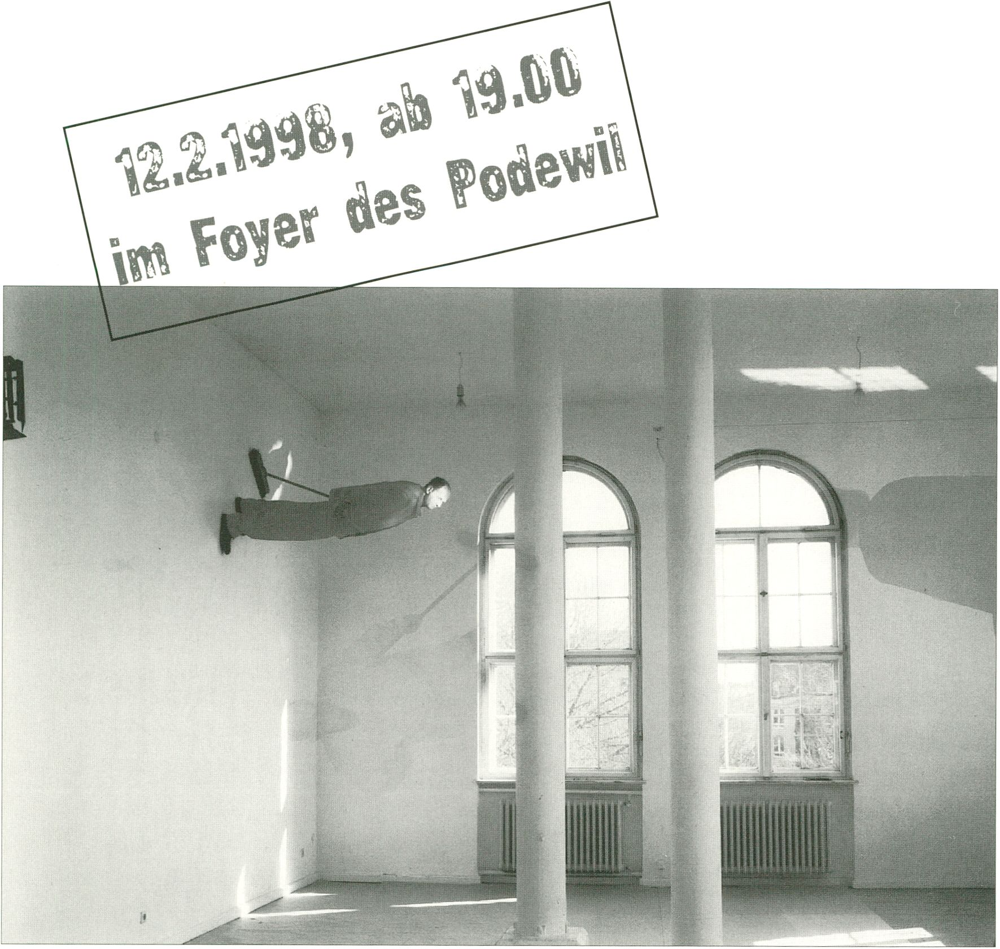 12.2.1998, ab 19.00
im Foyer des Podewil